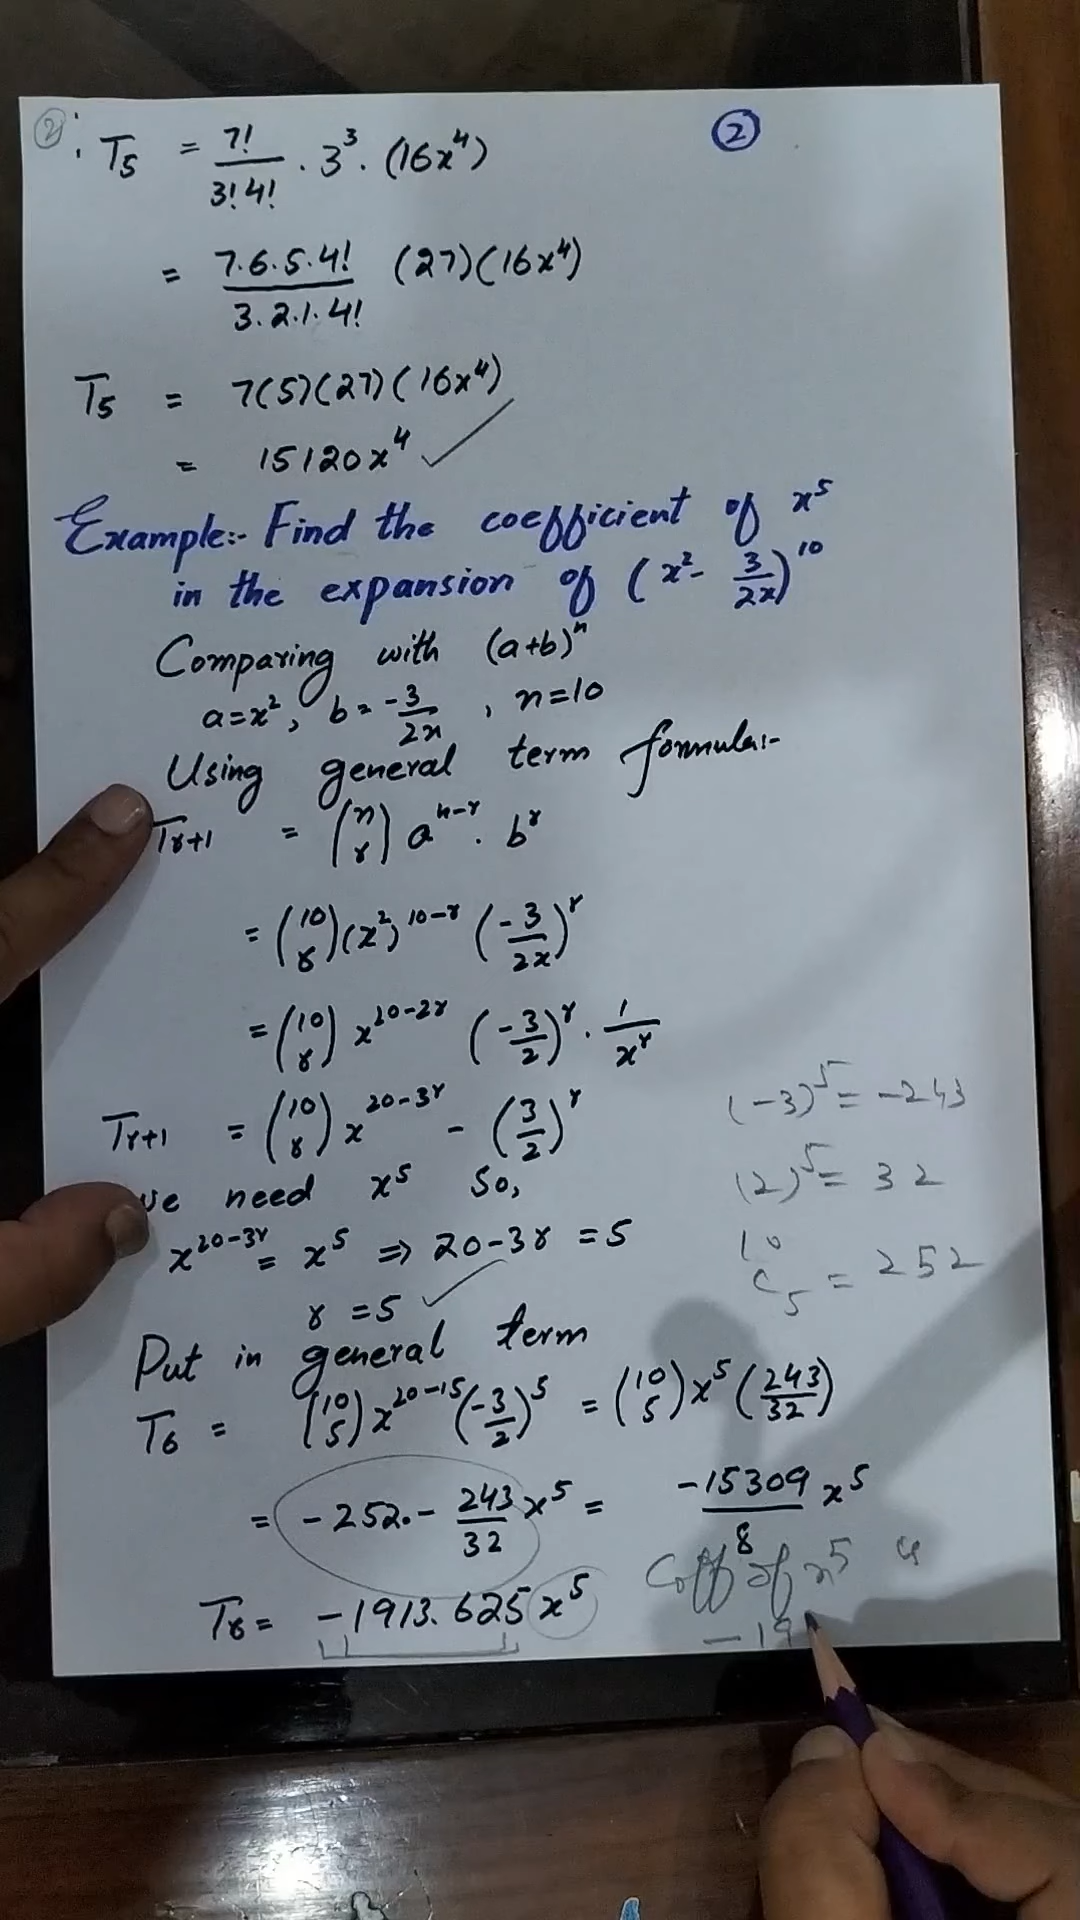 2
2
: T₅ = 7!/3!4! · 3³ · (16x⁴)
= 7·6·5·4!/3·2·1·4! (27)(16x⁴)
T₅ = 7(5)(27)(16x⁴)
= 15120x⁴ ✓
Example:- Find the coefficient of x⁵
in the expansion of (x² - 3/2x)¹⁰
Comparing with (a+b)ⁿ
a=x², b= -3/2x , n=10
Using general term formula:-
Tr+1 = (n r) aⁿ⁻ʳ · bʳ
= (10 r)(x²)¹⁰⁻ʳ (-3/2x)ʳ
= (10 r) x²⁰⁻²ʳ (-3/2)ʳ · 1/xʳ
Tr+1 = (10 r) x²⁰⁻³ʳ - (3/2)ʳ
(-3)⁵ = -243
we need x⁵ So,
(2)⁵ = 32
x²⁰⁻³ʳ = x⁵ ⇒ 20-3r = 5
¹⁰C₅ = 252
r = 5 ✓
Put in general term
T₆ = (10 5) x²⁰⁻¹⁵ (-3/2)⁵ = (10 5) x⁵ (243/32)
= -252·- 243/32 x⁵ = -15309/8 x⁵
Coff of x⁵
T₆ = -1913.625 x⁵
-19